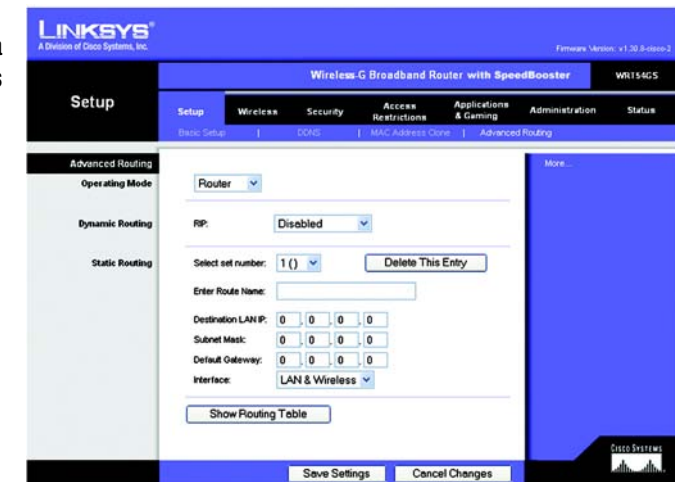 LINKSYS®
A Division of Cisco Systems, Inc.
Firmware Version: v1.30.8-cisco-2
Wireless-G Broadband Router with SpeedBooster WRT54GS
Setup
Setup Wireless Security Access Restrictions Applications & Gaming Administration Status
Basic Setup | DDNS | MAC Address Clone | Advanced Routing
Advanced Routing
More...
Operating Mode Router
Dynamic Routing RIP: Disabled
Static Routing Select set number: 1 () Delete This Entry
Enter Route Name:
Destination LAN IP: 0 . 0 . 0 . 0
Subnet Mask: 0 . 0 . 0 . 0
Default Gateway: 0 . 0 . 0 . 0
Interface: LAN & Wireless
Show Routing Table
CISCO SYSTEMS
Save Settings Cancel Changes